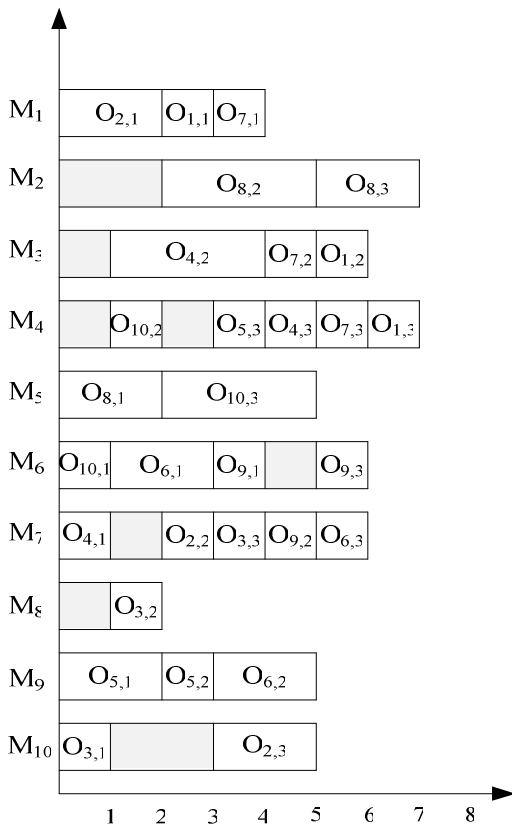 M₁ O₂,₁ O₁,₁ O₇,₁
M₂ O₈,₂ O₈,₃
M₃ O₄,₂ O₇,₂ O₁,₂
M₄ O₁₀,₂ O₅,₃ O₄,₃ O₇,₃ O₁,₃
M₅ O₈,₁ O₁₀,₃
M₆ O₁₀,₁ O₆,₁ O₉,₁ O₉,₃
M₇ O₄,₁ O₂,₂ O₃,₃ O₉,₂ O₆,₃
M₈ O₃,₂
M₉ O₅,₁ O₅,₂ O₆,₂
M₁₀ O₃,₁ O₂,₃
1 2 3 4 5 6 7 8